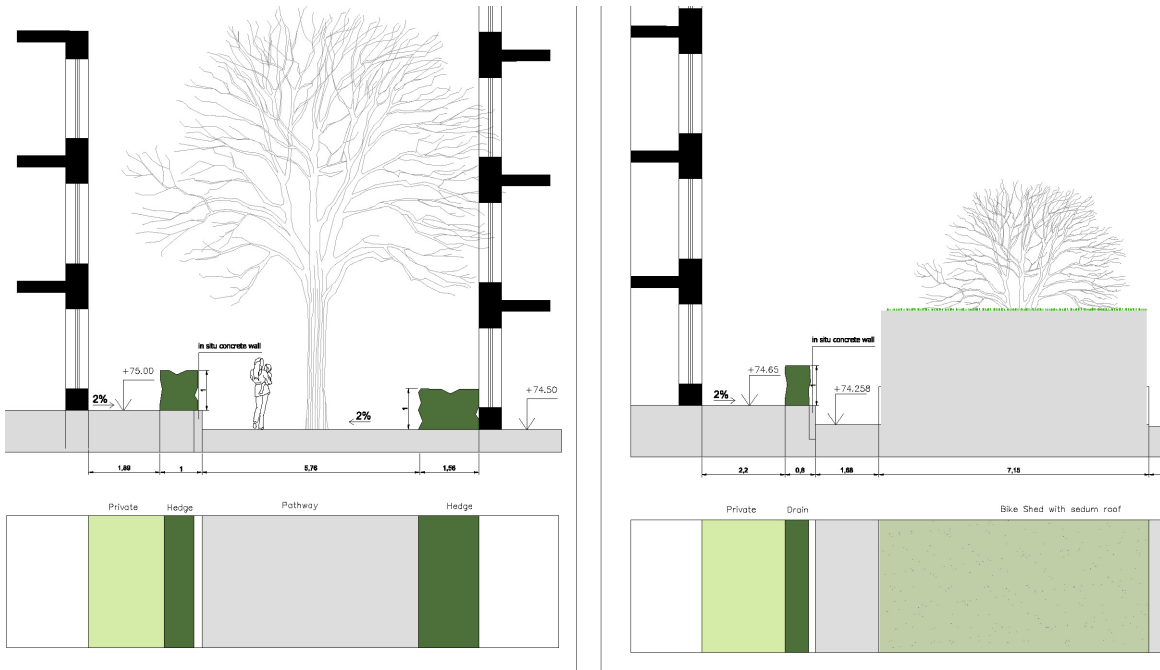 in situ concrete wall
+75.00
2%
1
2%
1
+74.50
1,89
1
5,76
1,56
Private
Hedge
Pathway
Hedge
in situ concrete wall
+74.65
2%
+74.258
2,2
0,8
1,68
7,15
Private
Drain
Bike Shed with sedum roof